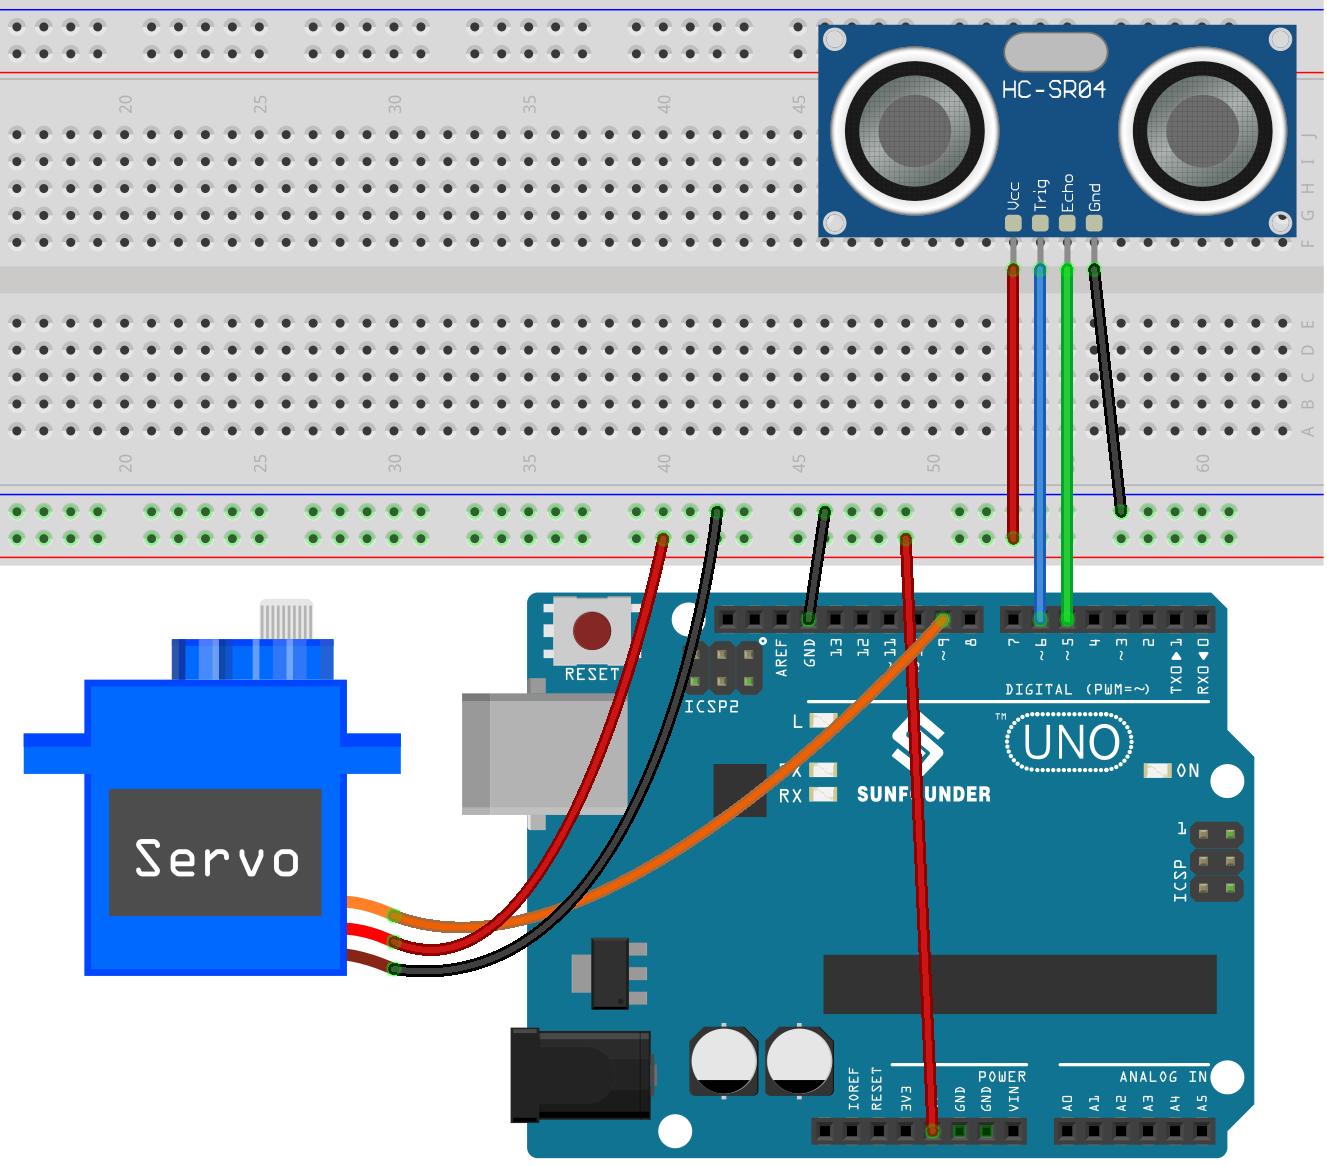 20 25 30 35 40 45
HC-SR04
J
I
H
G
F
Vcc Trig Echo Gnd
E
D
C
B
A
20 25 30 35 40 45 50 60
RESET
ICSP2
AREF GND 13 12 ~11 ~9 8 7 ~6 ~5 4 ~3 2 TX0▶1 RX0◀0
DIGITAL (PWM=~)
L
TM
UNO
RX
ON
SUNFOUNDER
1
ICSP
Servo
POWER
ANALOG IN
IOREF RESET 3V3 GND GND VIN A0 A1 A2 A3 A4 A5